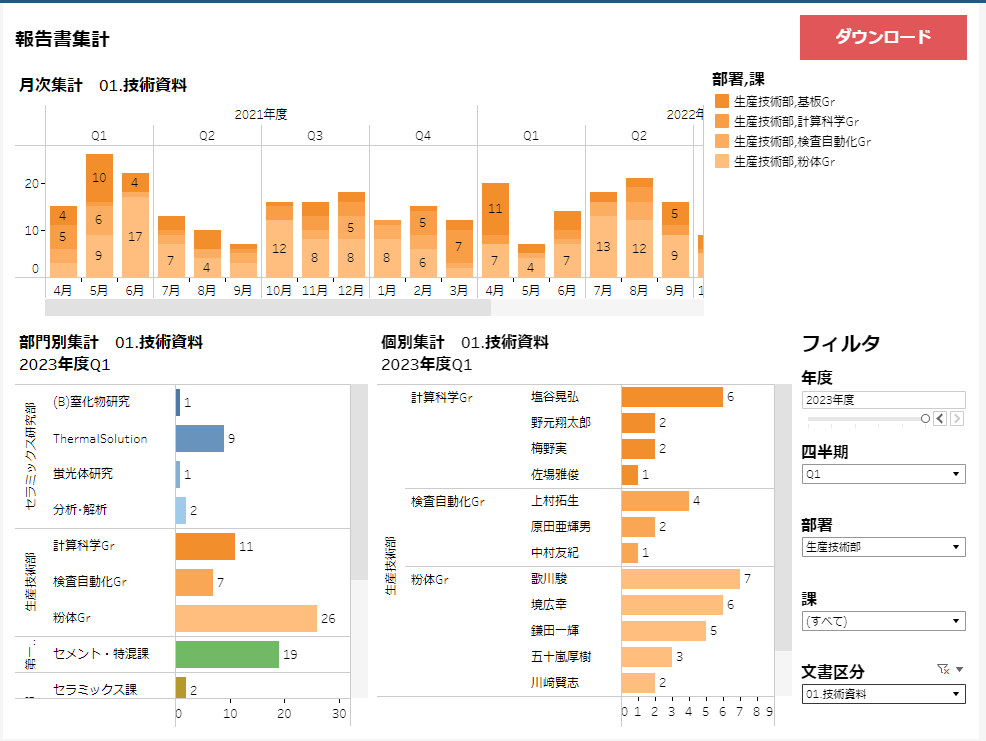 報告書集計
ダウンロード
月次集計　01.技術資料
2021年度
2022年
Q1
Q2
Q3
Q4
Q1
Q2
20
10
0
4
5
10
6
9
4
17
7
4
12
8
5
8
8
5
6
7
11
7
4
7
13
12
5
9
4月
5月
6月
7月
8月
9月
10月
11月
12月
1月
2月
3月
4月
5月
6月
7月
8月
9月
部署,課
生産技術部,基板Gr
生産技術部,計算科学Gr
生産技術部,検査自動化Gr
生産技術部,粉体Gr
部門別集計　01.技術資料
2023年度Q1
セラミックス研究部
(B)窒化物研究 1
ThermalSolution 9
蛍光体研究 1
分析・解析 2
生産技術部
計算科学Gr 11
検査自動化Gr 7
粉体Gr 26
第一..
セメント・特混課 19
セラミックス課 2
0 10 20 30
個別集計　01.技術資料
2023年度Q1
生産技術部
計算科学Gr 塩谷晃弘 6
野元翔太郎 2
梅野実 2
佐場雅俊 1
検査自動化Gr 上村拓生 4
原田亜輝男 2
中村友紀 1
粉体Gr 歌川駿 7
境広幸 6
鎌田一輝 5
五十嵐厚樹 3
川﨑賢志 2
0 1 2 3 4 5 6 7 8 9
フィルタ
年度
2023年度
四半期
Q1
部署
生産技術部
課
(すべて)
文書区分
01.技術資料